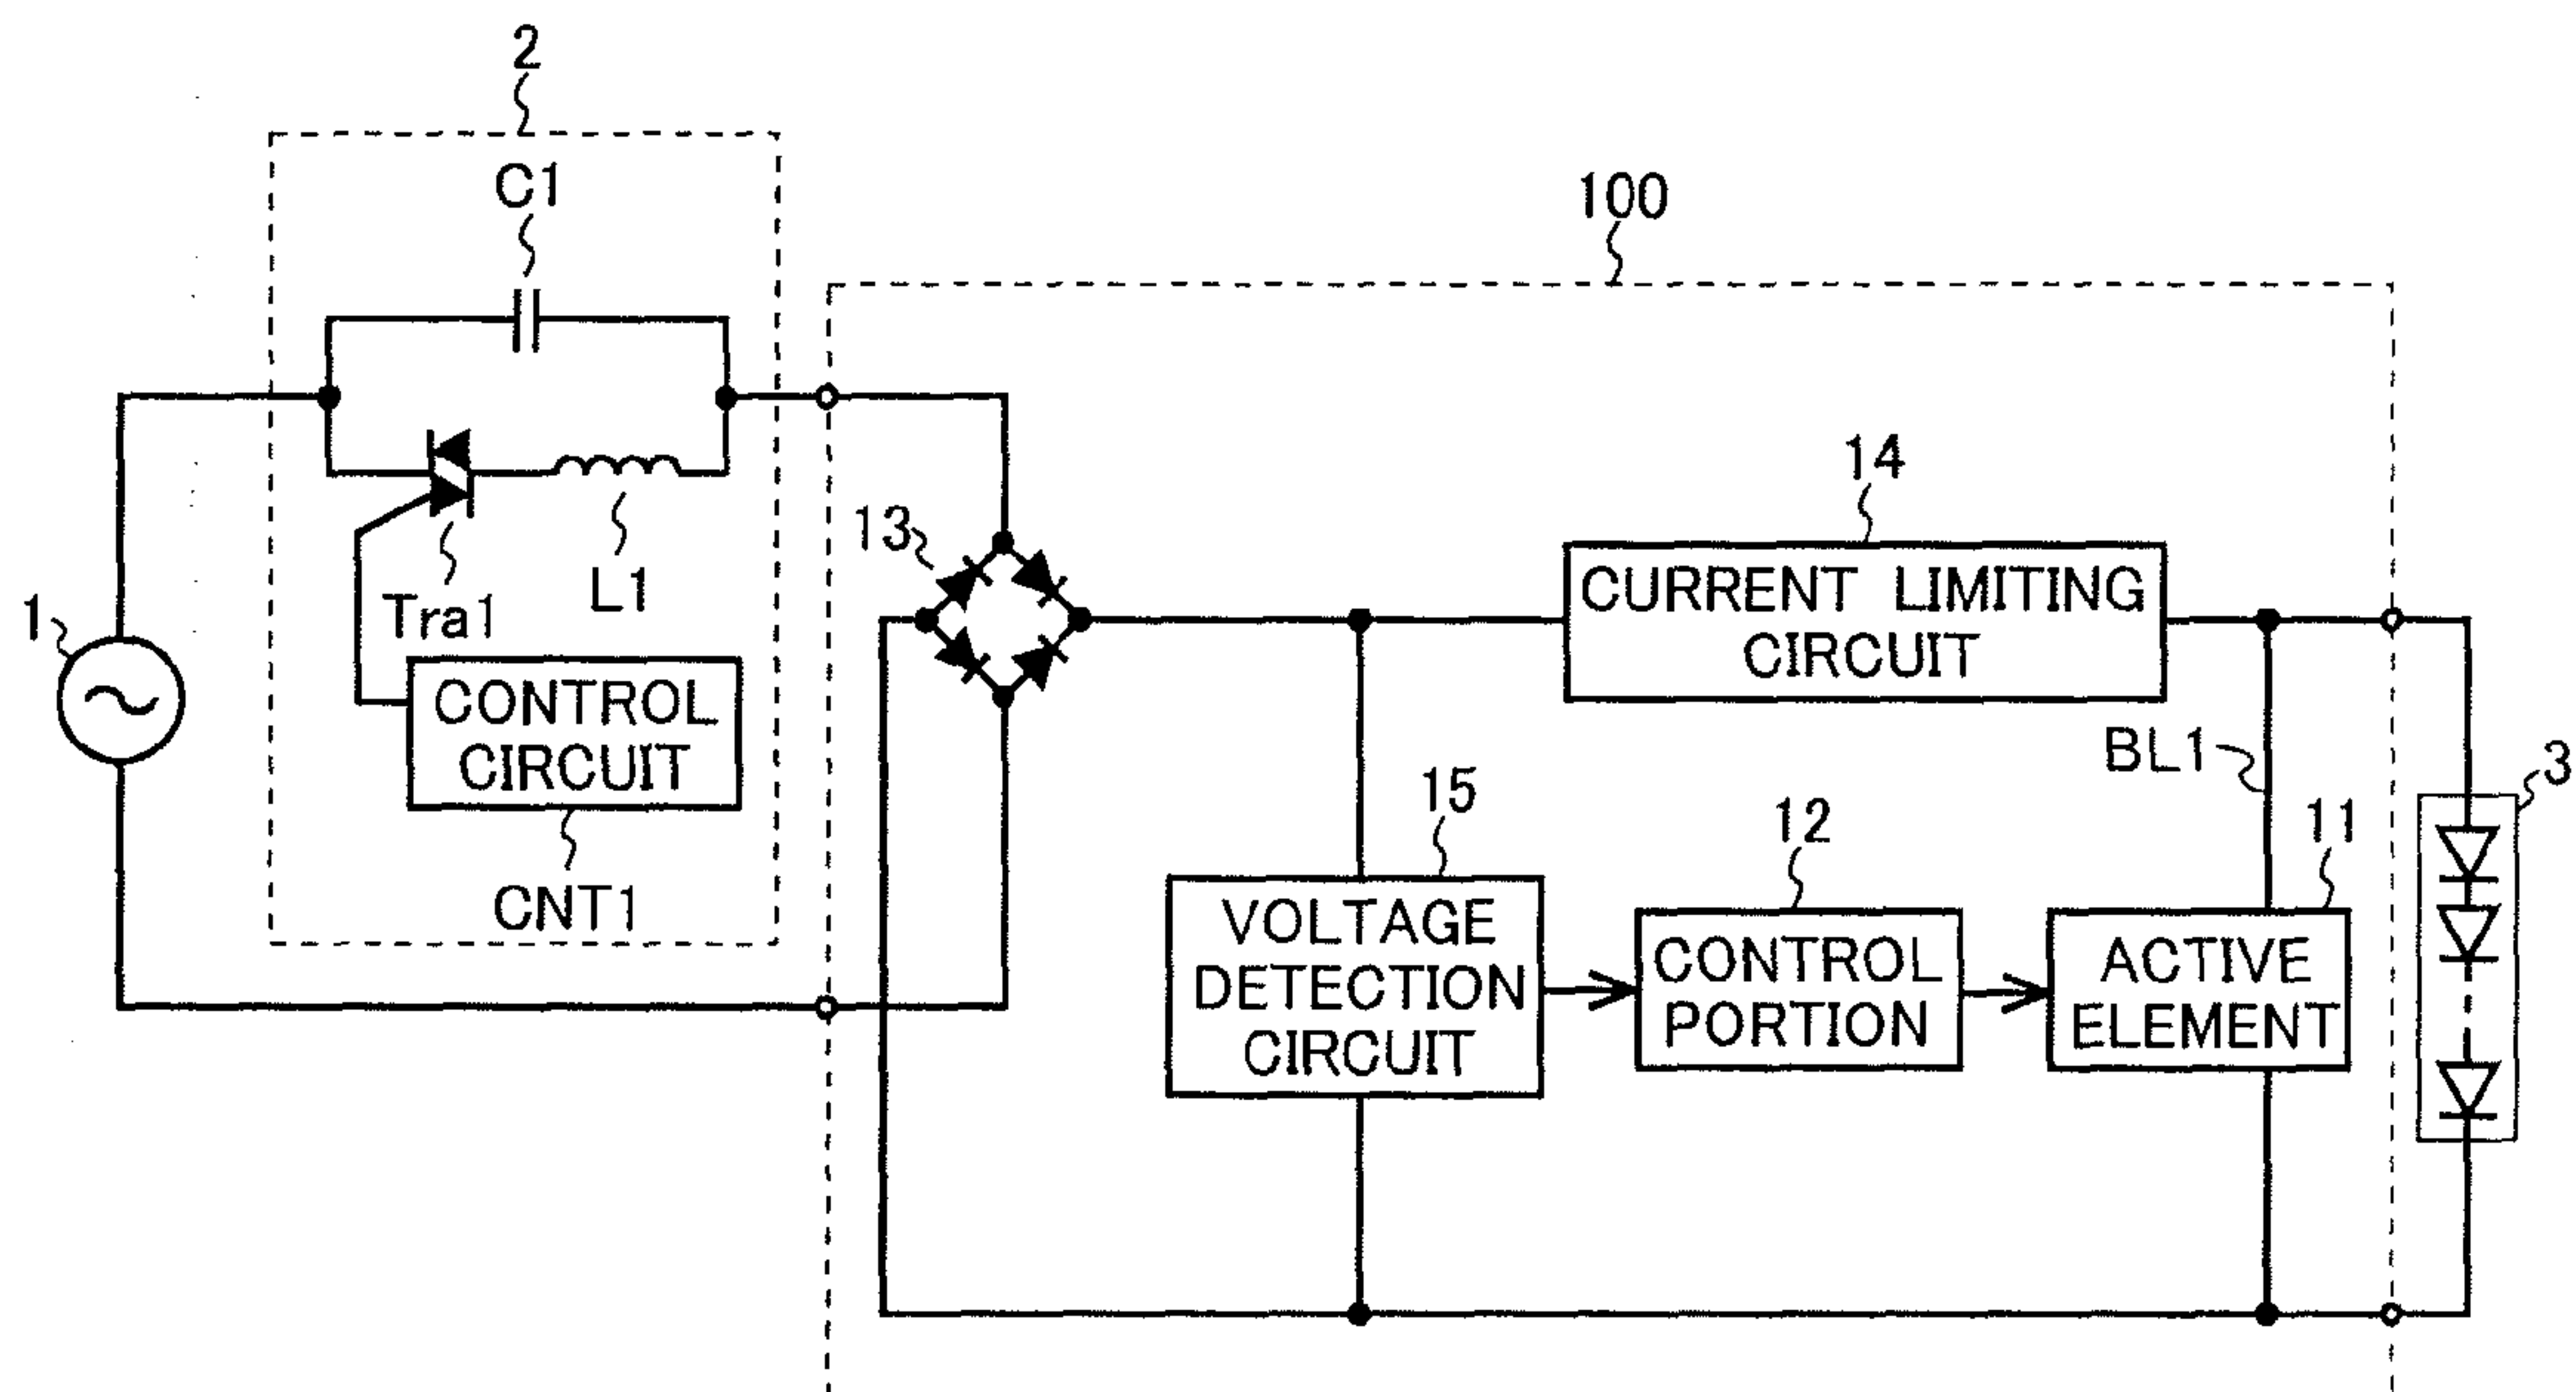 2
C1
100
14
13
1
Tra1
L1
CURRENT LIMITING
CIRCUIT
CONTROL
CIRCUIT
CNT1
BL1
3
15
12
11
VOLTAGE
DETECTION
CIRCUIT
CONTROL
PORTION
ACTIVE
ELEMENT